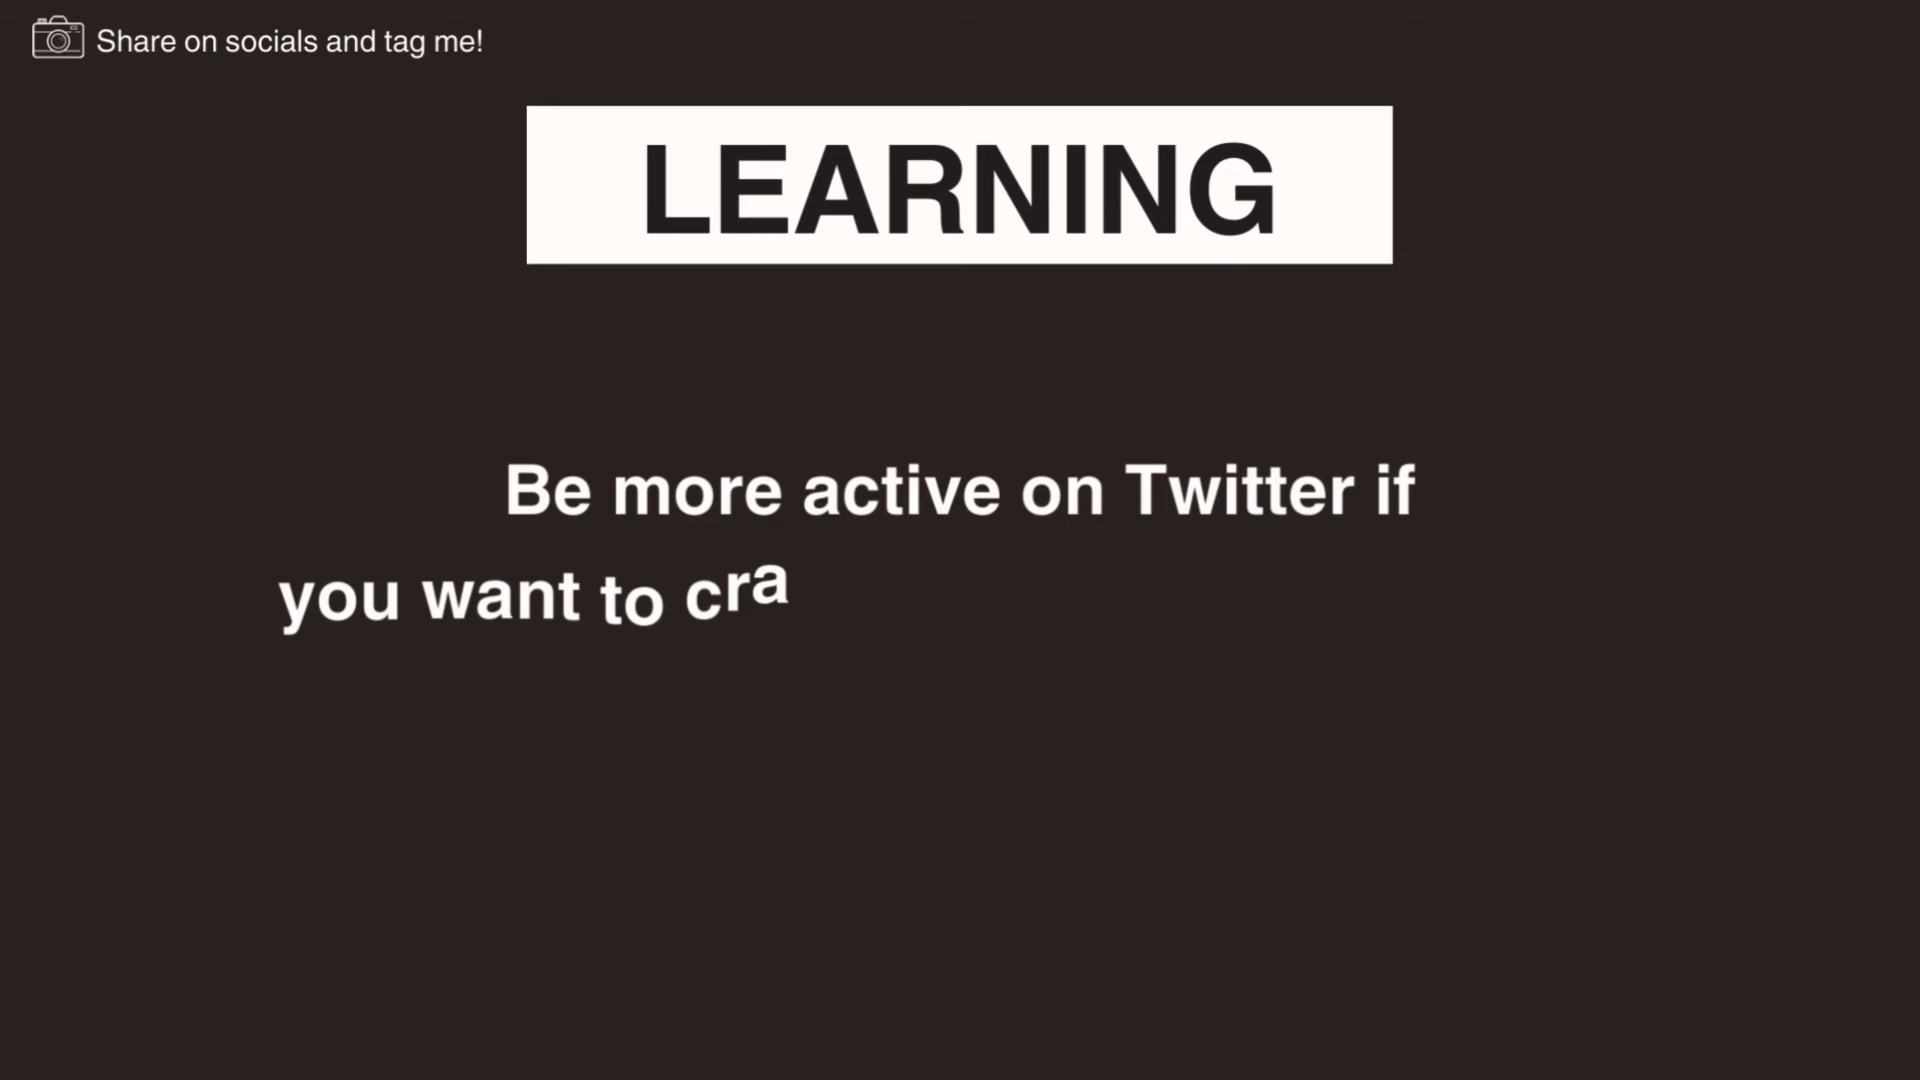 Share on socials and tag me!
LEARNING
Be more active on Twitter if
you want to cra